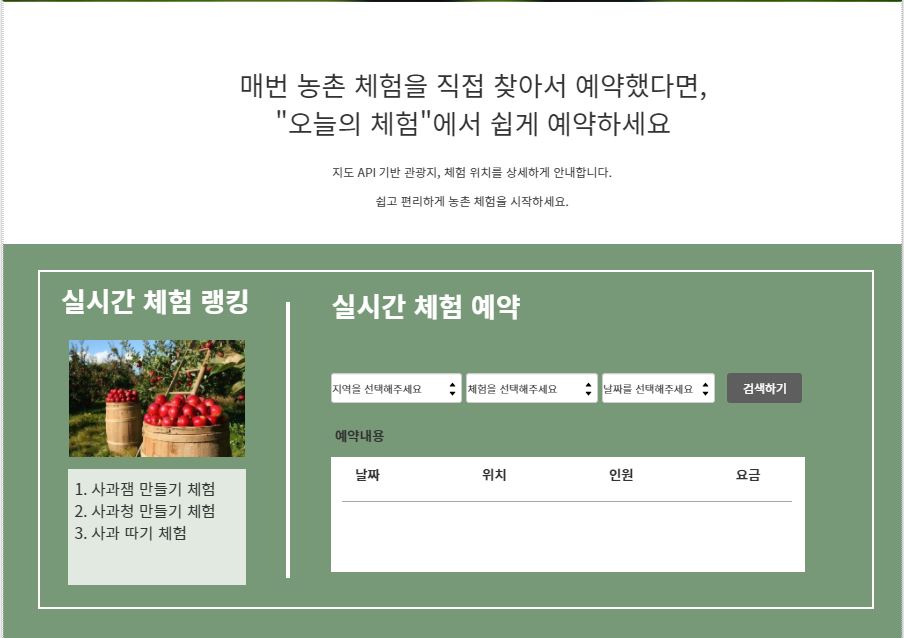 매번 농촌 체험을 직접 찾아서 예약했다면,
"오늘의 체험"에서 쉽게 예약하세요
지도 API 기반 관광지, 체험 위치를 상세하게 안내합니다.
쉽고 편리하게 농촌 체험을 시작하세요.
실시간 체험 랭킹
1. 사과잼 만들기 체험
2. 사과청 만들기 체험
3. 사과 따기 체험
실시간 체험 예약
지역을 선택해주세요 체험을 선택해주세요 날짜를 선택해주세요 검색하기
예약내용
날짜 위치 인원 요금